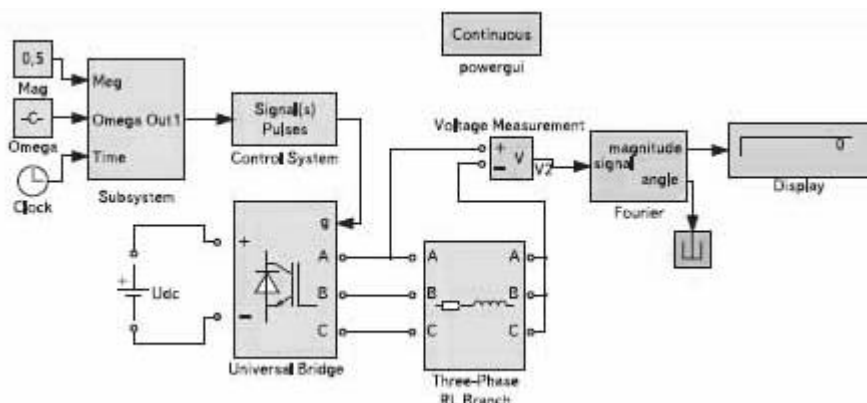 Continuous
powergui
0,5
Mag
Meg
-C-
Omega
Omega Out1
Time
Clock
Subsystem
Signal(s)
Pulses
Control System
Voltage Measurement
+
-
V
V2
magnitude
signal
angle
Fourier
0
Display
g
+
-
A
B
C
Universal Bridge
+
Udc
A
B
C
A
B
C
Three-Phase
RL Branch